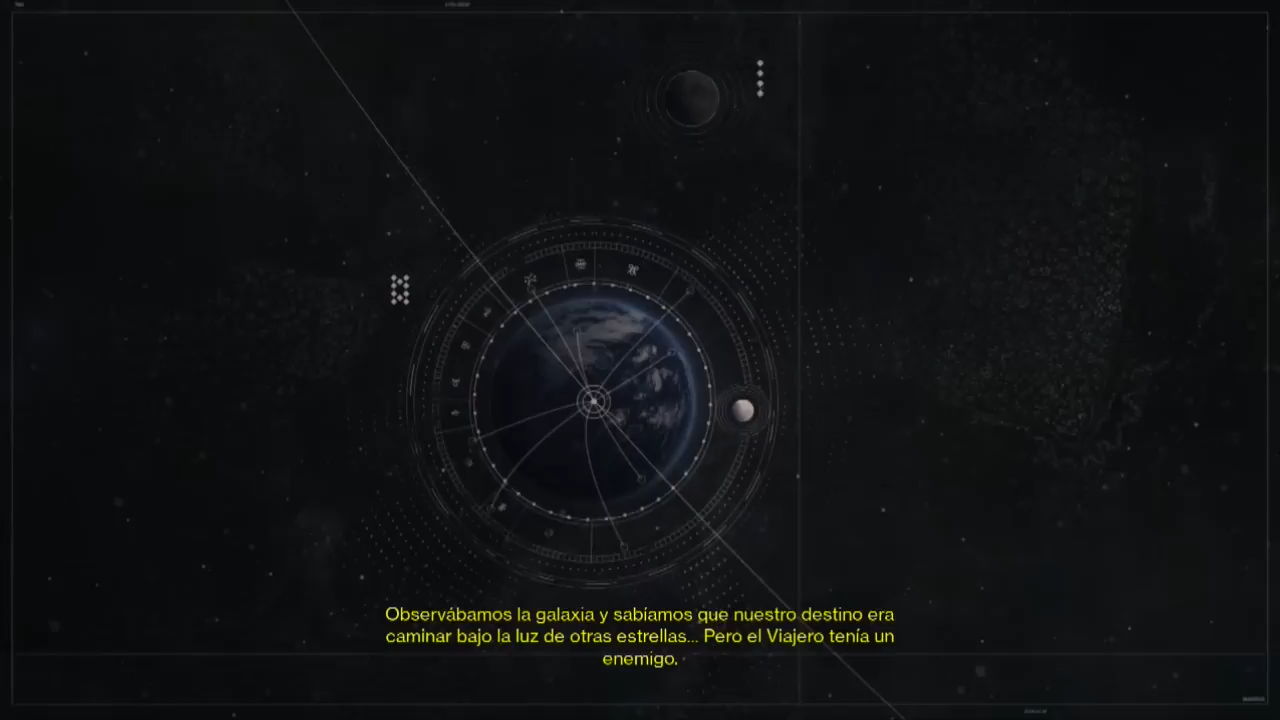 Observábamos la galaxia y sabíamos que nuestro destino era
caminar bajo la luz de otras estrellas... Pero el Viajero tenía un
enemigo.